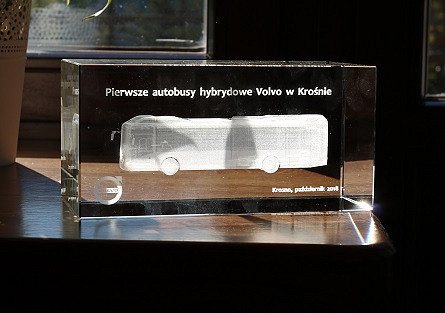 Pierwsze autobusy hybrydowe Volvo w Krośnie
Krosno, październik 2018